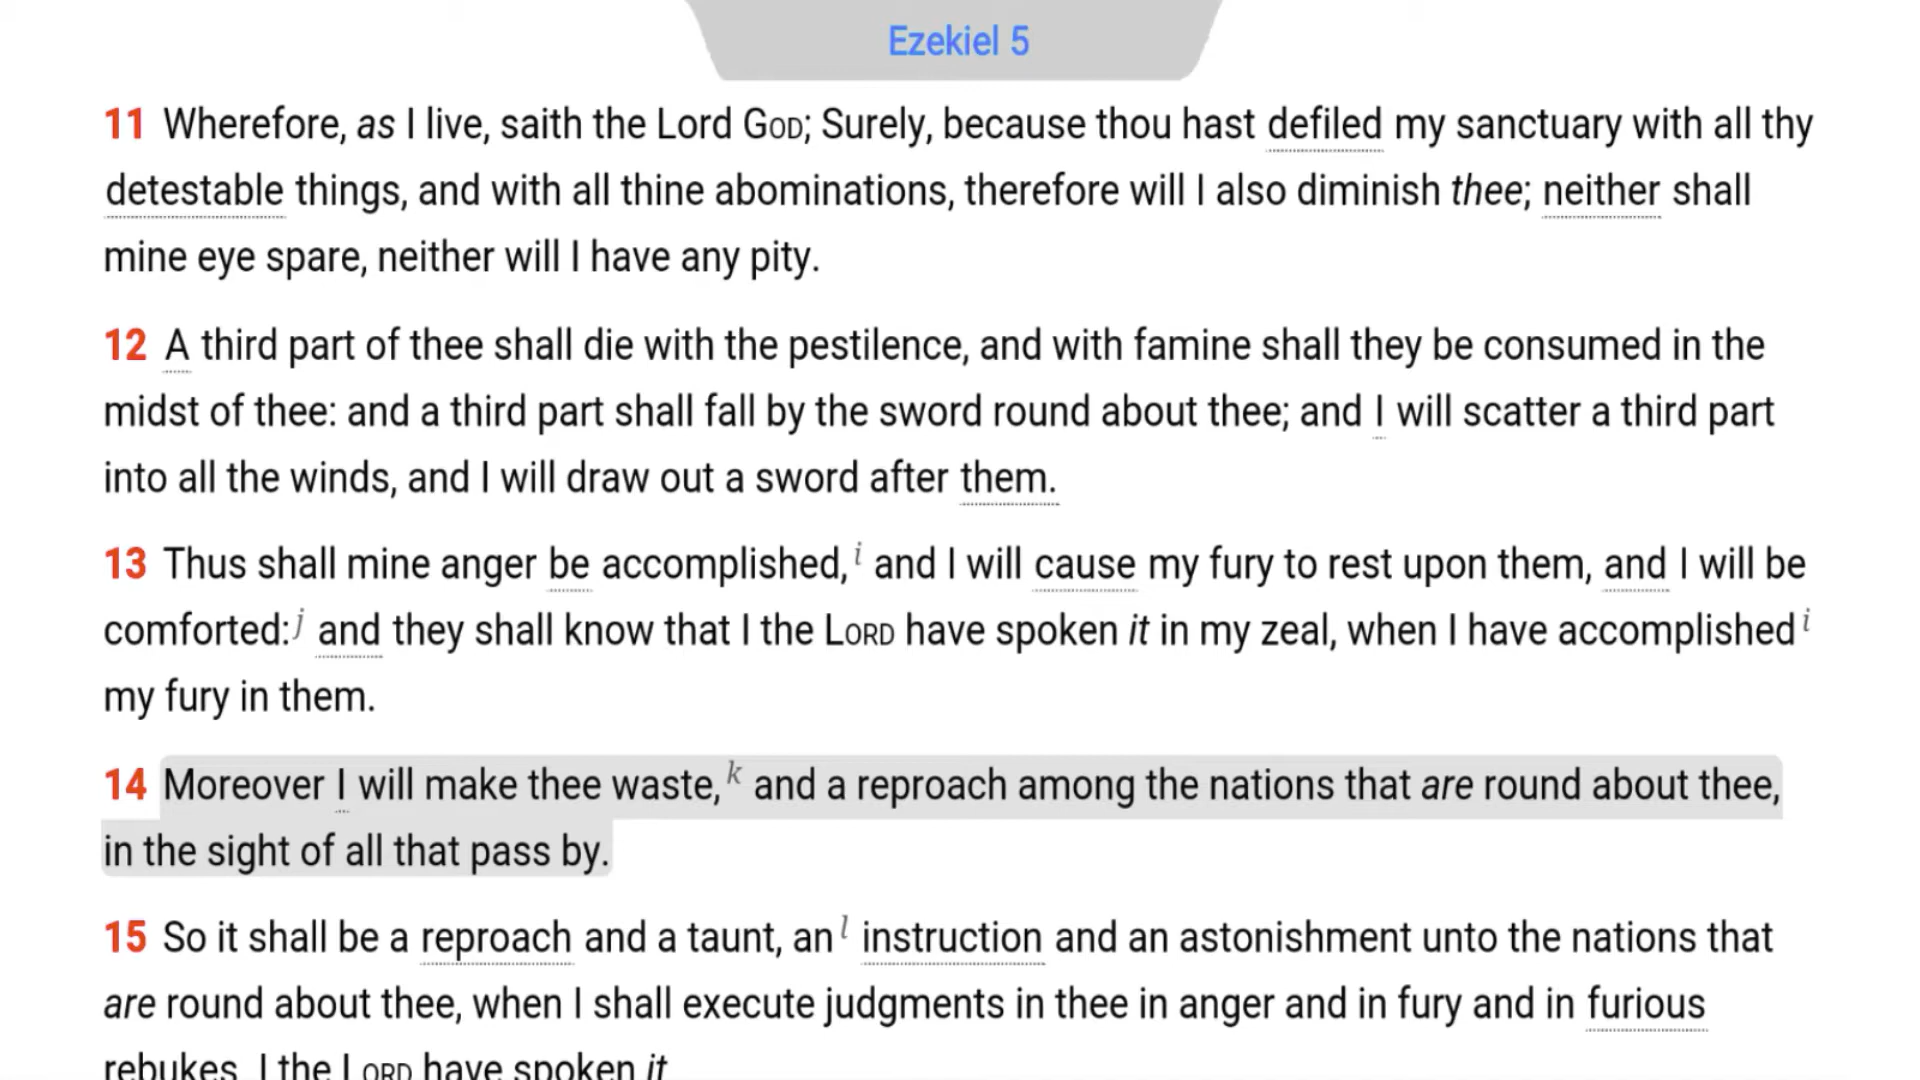 Ezekiel 5
11 Wherefore, as I live, saith the Lord GOD; Surely, because thou hast defiled my sanctuary with all thy
detestable things, and with all thine abominations, therefore will I also diminish thee; neither shall
mine eye spare, neither will I have any pity.
12 A third part of thee shall die with the pestilence, and with famine shall they be consumed in the
midst of thee: and a third part shall fall by the sword round about thee; and I will scatter a third part
into all the winds, and I will draw out a sword after them.
13 Thus shall mine anger be accomplished, i and I will cause my fury to rest upon them, and I will be
comforted: j and they shall know that I the LORD have spoken it in my zeal, when I have accomplished i
my fury in them.
14 Moreover I will make thee waste, k and a reproach among the nations that are round about thee,
in the sight of all that pass by.
15 So it shall be a reproach and a taunt, an l instruction and an astonishment unto the nations that
are round about thee, when I shall execute judgments in thee in anger and in fury and in furious
rebukes. I the LORD have spoken it